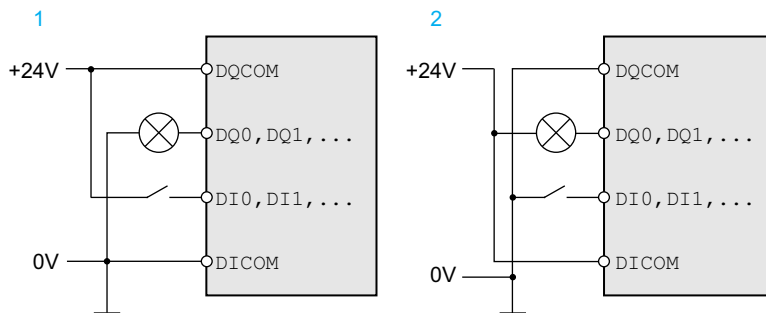 1
+24V
DQCOM
DQ0,DQ1,...
DI0,DI1,...
0V
DICOM
2
+24V
DQCOM
DQ0,DQ1,...
DI0,DI1,...
0V
DICOM